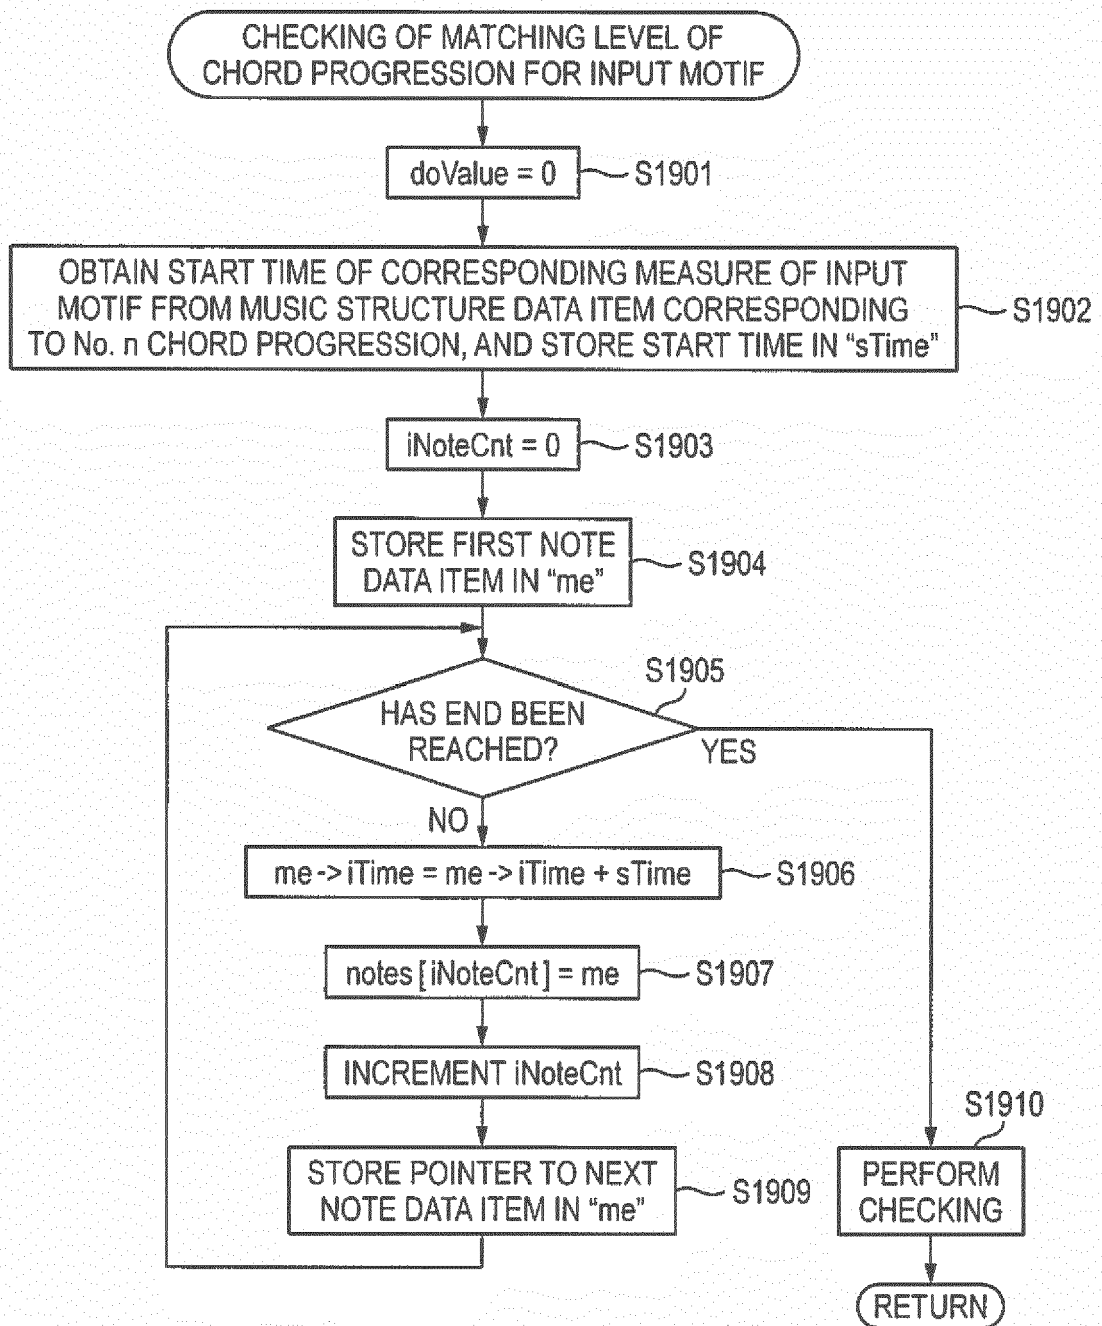 CHECKING OF MATCHING LEVEL OF
CHORD PROGRESSION FOR INPUT MOTIF
doValue = 0
S1901
OBTAIN START TIME OF CORRESPONDING MEASURE OF INPUT
MOTIF FROM MUSIC STRUCTURE DATA ITEM CORRESPONDING
TO No. n CHORD PROGRESSION, AND STORE START TIME IN “sTime”
S1902
iNoteCnt = 0
S1903
STORE FIRST NOTE
DATA ITEM IN “me”
S1904
S1905
HAS END BEEN
REACHED?
YES
NO
me -> iTime = me -> iTime + sTime
S1906
notes [ iNoteCnt ] = me
S1907
INCREMENT iNoteCnt
S1908
STORE POINTER TO NEXT
NOTE DATA ITEM IN “me”
S1909
S1910
PERFORM
CHECKING
RETURN